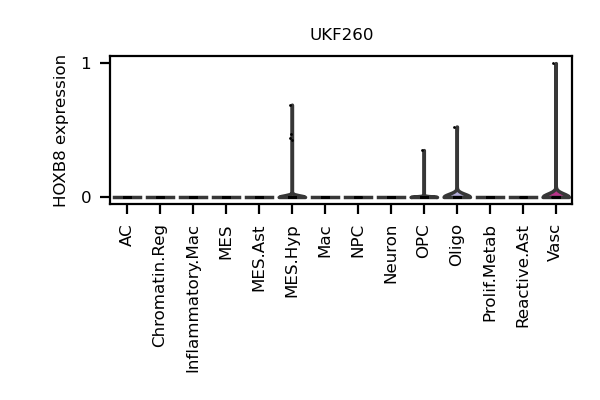 UKF260
HOXB8 expression
1
0
AC
Chromatin.Reg
Inflammatory.Mac
MES
MES.Ast
MES.Hyp
Mac
NPC
Neuron
OPC
Oligo
Prolif.Metab
Reactive.Ast
Vasc